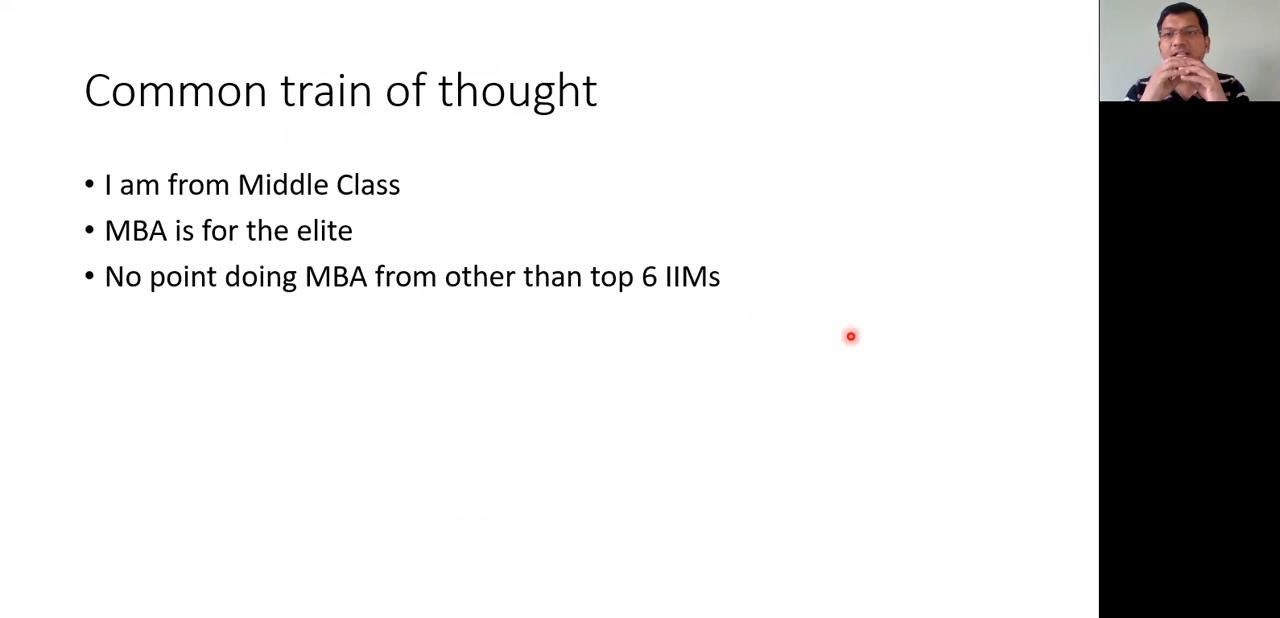 Common train of thought
• I am from Middle Class
• MBA is for the elite
• No point doing MBA from other than top 6 IIMs